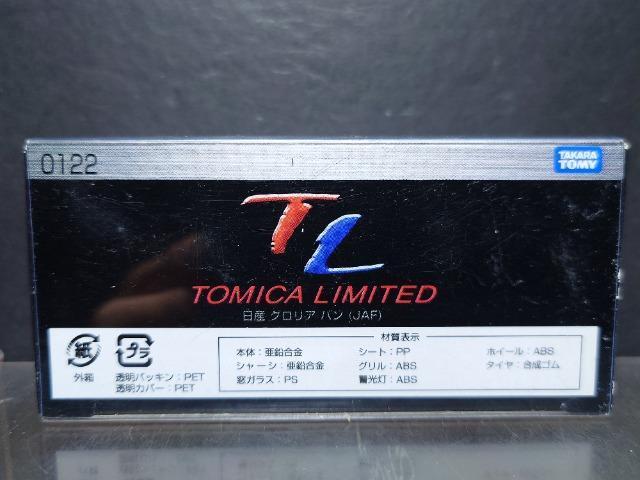 0122
TAKARA
TOMY
TL
TOMICA LIMITED
日産 グロリア バン (JAF)
材質表示
紙
外箱
プラ
透明パッキン：PET
透明カバー：PET
本体：亜鉛合金
シャーシ：亜鉛合金
窓ガラス：PS
シート：PP
グリル：ABS
警光灯：ABS
ホイール：ABS
タイヤ：合成ゴム